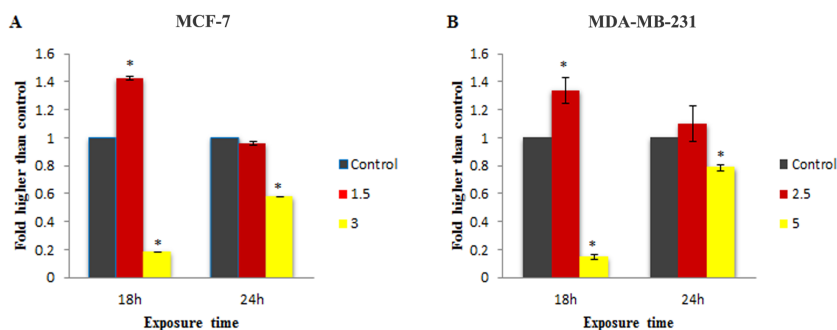 A
MCF-7
Fold higher than control
1.6
1.4
1.2
1
0.8
0.6
0.4
0.2
0
*
*
*
18h
24h
Exposure time
Control
1.5
3
B
MDA-MB-231
Fold higher than control
1.6
1.4
1.2
1
0.8
0.6
0.4
0.2
0
*
*
*
18h
24h
Exposure time
Control
2.5
5